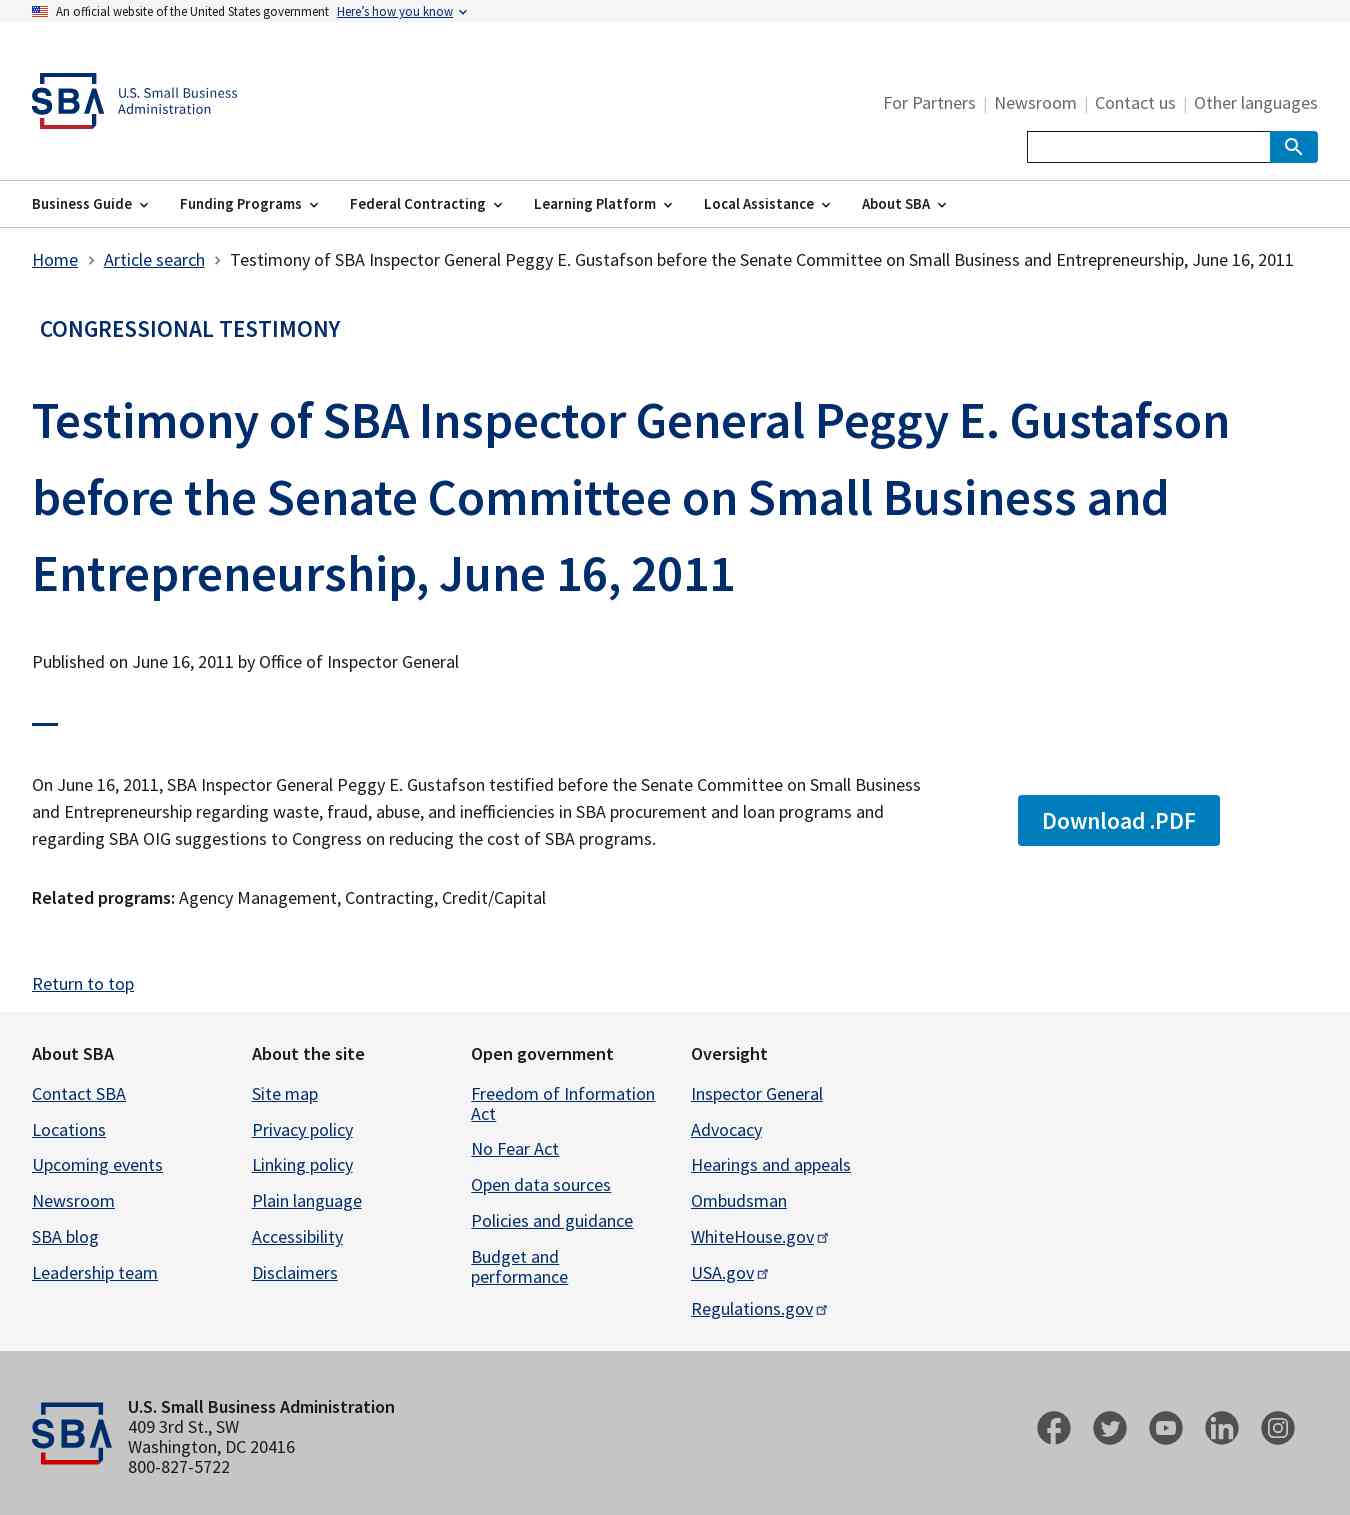 An official website of the United States government Here's how you know
SBA U.S. Small Business
Administration
For Partners | Newsroom | Contact us | Other languages
Business Guide Funding Programs Federal Contracting Learning Platform Local Assistance About SBA
Home > Article search > Testimony of SBA Inspector General Peggy E. Gustafson before the Senate Committee on Small Business and Entrepreneurship, June 16, 2011
CONGRESSIONAL TESTIMONY
Testimony of SBA Inspector General Peggy E. Gustafson
before the Senate Committee on Small Business and
Entrepreneurship, June 16, 2011
Published on June 16, 2011 by Office of Inspector General
On June 16, 2011, SBA Inspector General Peggy E. Gustafson testified before the Senate Committee on Small Business
and Entrepreneurship regarding waste, fraud, abuse, and inefficiencies in SBA procurement and loan programs and
regarding SBA OIG suggestions to Congress on reducing the cost of SBA programs.
Download .PDF
Related programs: Agency Management, Contracting, Credit/Capital
Return to top
About SBA
Contact SBA
Locations
Upcoming events
Newsroom
SBA blog
Leadership team
About the site
Site map
Privacy policy
Linking policy
Plain language
Accessibility
Disclaimers
Open government
Freedom of Information
Act
No Fear Act
Open data sources
Policies and guidance
Budget and
performance
Oversight
Inspector General
Advocacy
Hearings and appeals
Ombudsman
WhiteHouse.gov
USA.gov
Regulations.gov
SBA
U.S. Small Business Administration
409 3rd St., SW
Washington, DC 20416
800-827-5722